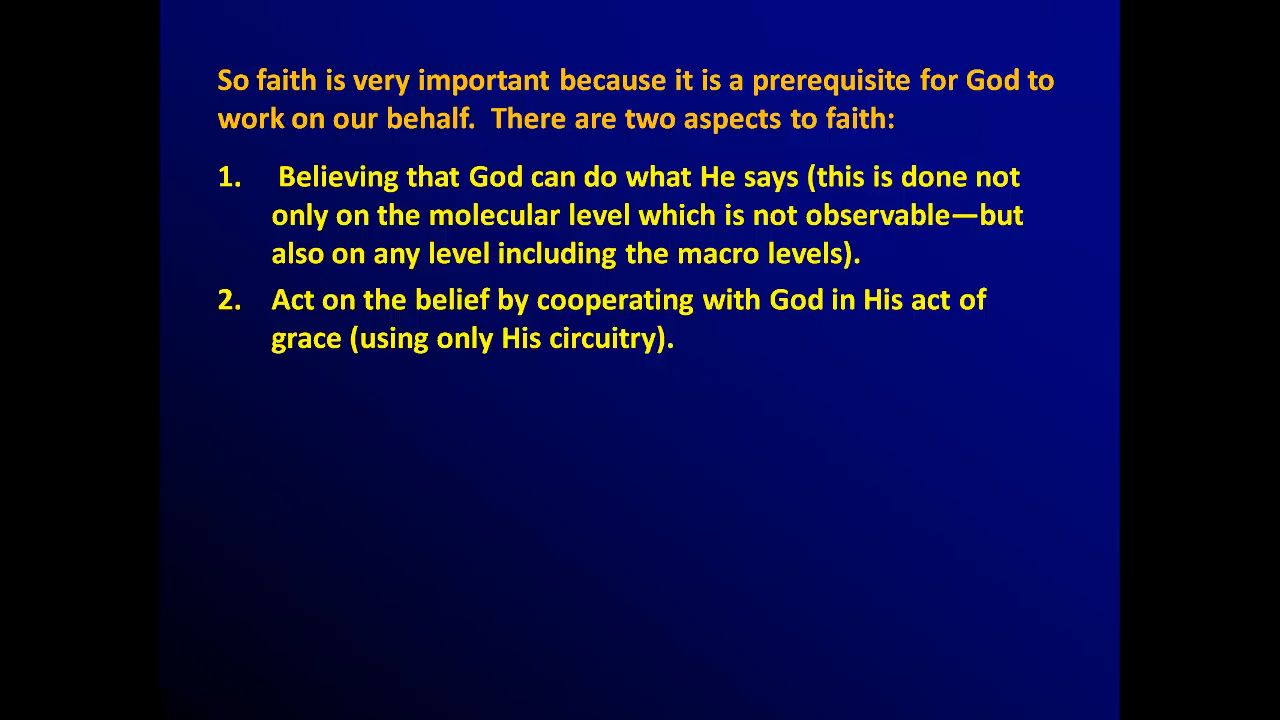 So faith is very important because it is a prerequisite for God to
work on our behalf.  There are two aspects to faith:
1. Believing that God can do what He says (this is done not
only on the molecular level which is not observable—but
also on any level including the macro levels).
2. Act on the belief by cooperating with God in His act of
grace (using only His circuitry).